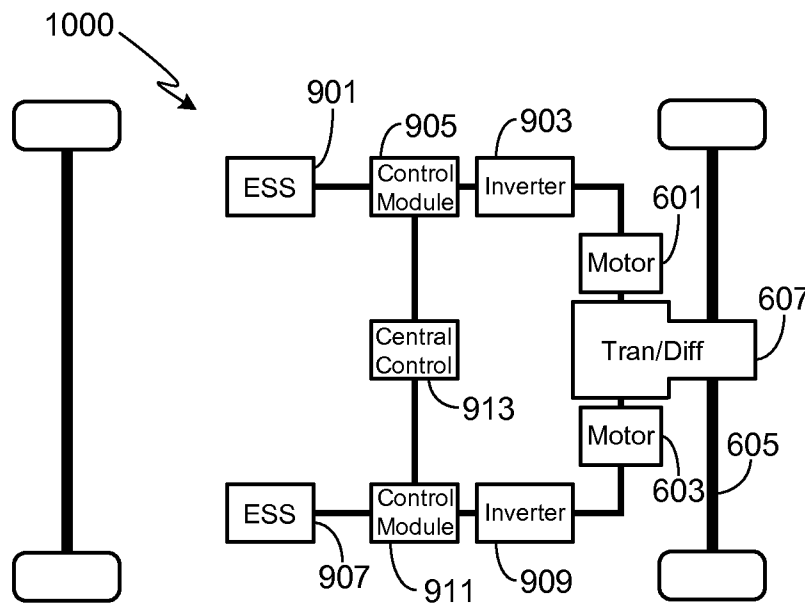 1000
901
905
903
ESS
Control
Module
Inverter
601
Motor
607
Central
Control
Tran/Diff
913
Motor
605
603
ESS
Control
Module
Inverter
907
911
909